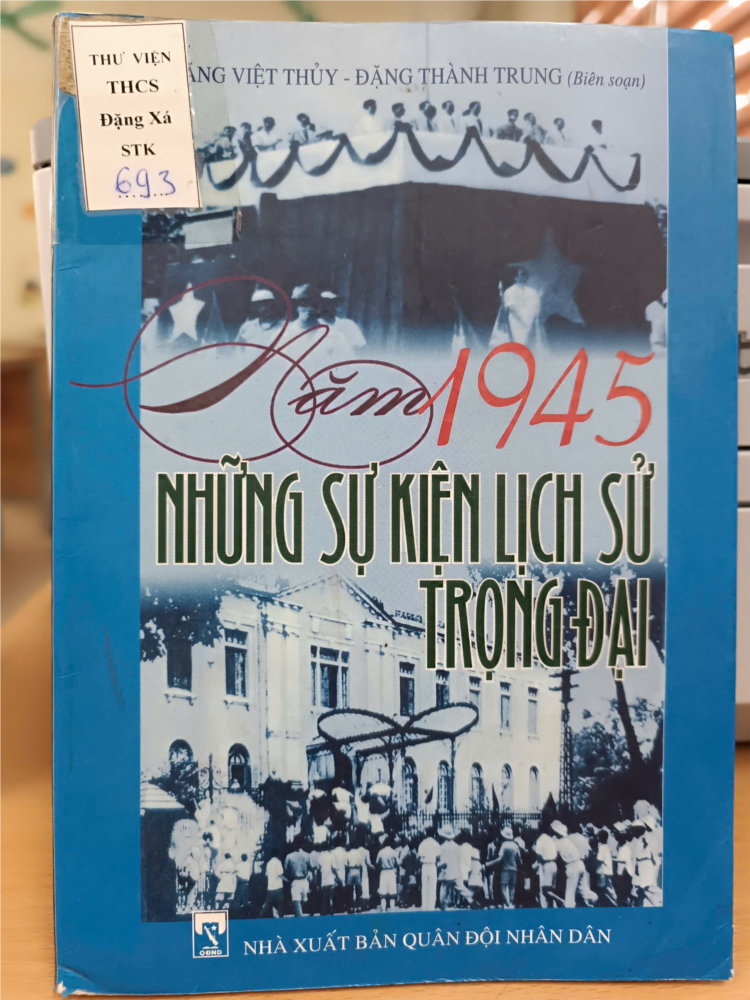 THƯ VIỆN
THCS
Đặng Xá
STK
693
VIỆT THỦY - ĐẶNG THÀNH TRUNG (Biên soạn)
Năm 1945
NHỮNG SỰ KIỆN LỊCH SỬ
TRỌNG ĐẠI
QĐND
NHÀ XUẤT BẢN QUÂN ĐỘI NHÂN DÂN